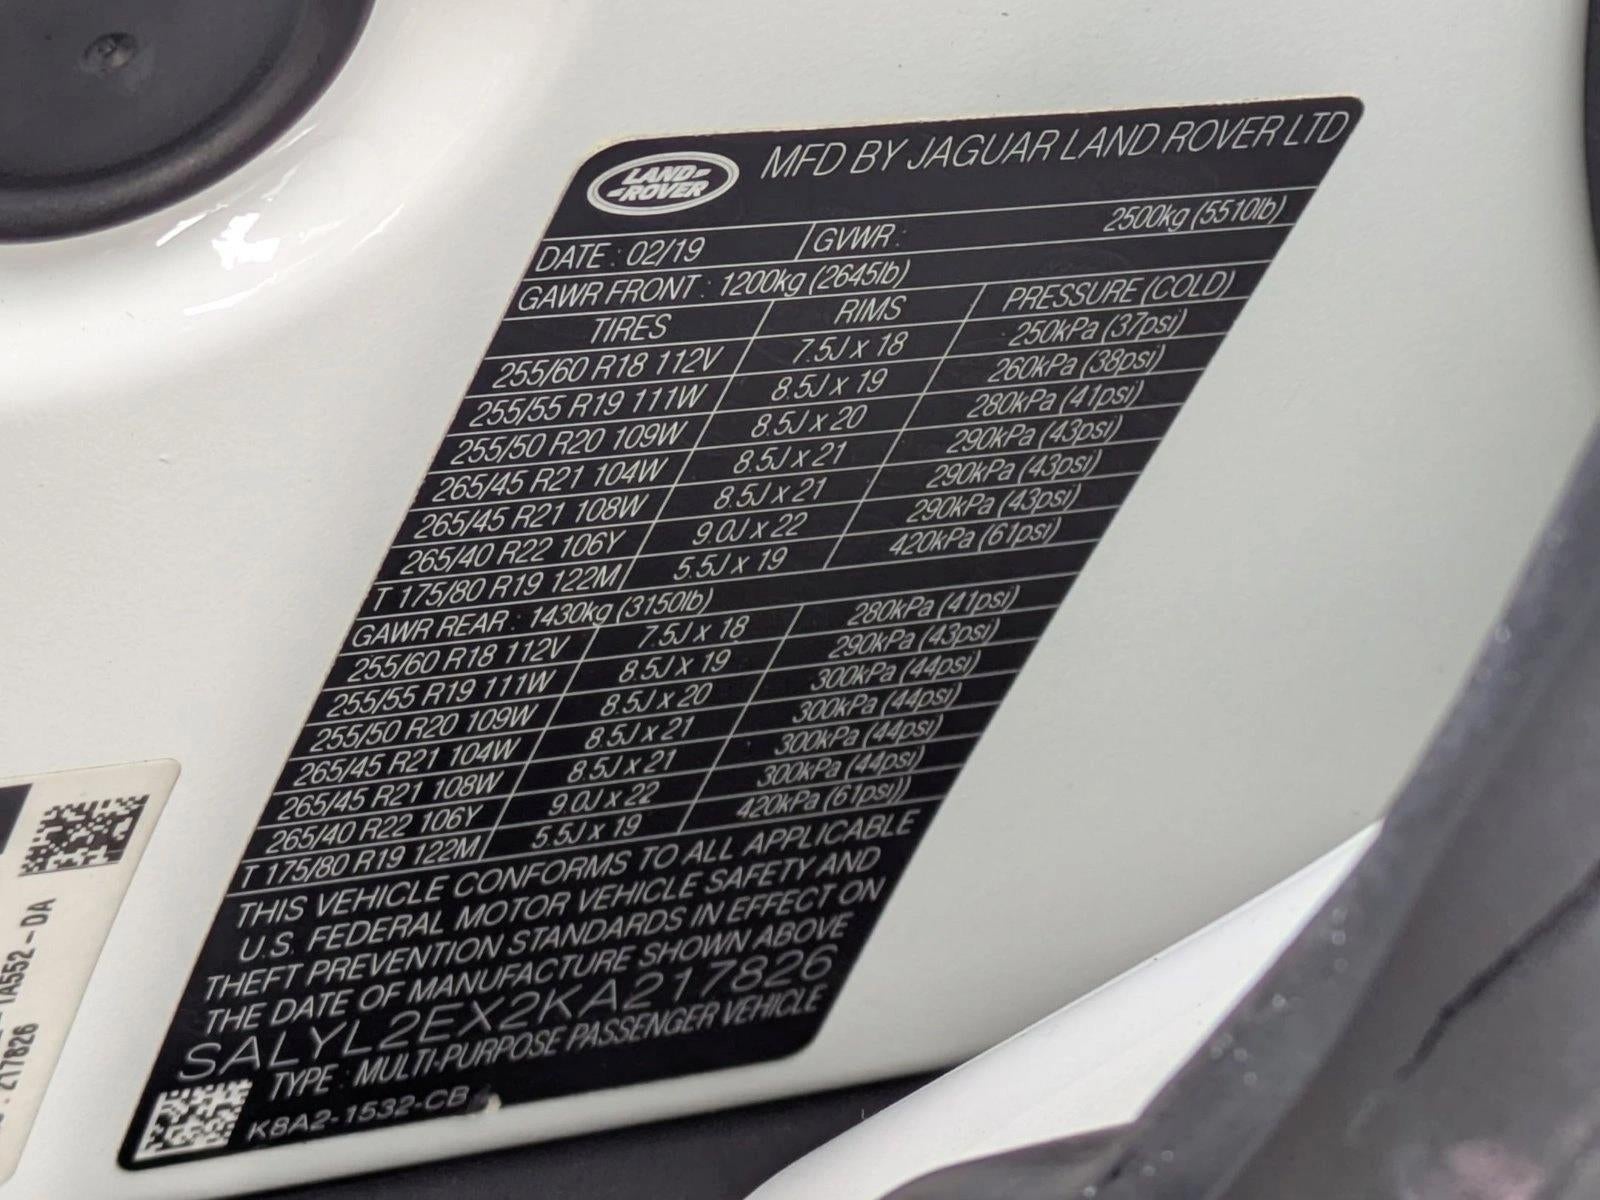 LAND ROVER MFD BY JAGUAR LAND ROVER LTD
DATE : 02/19 GVWR : 2500kg (5510lb)
GAWR FRONT : 1200kg (2645lb)
TIRES RIMS PRESSURE (COLD)
255/60 R18 112V 7.5J x 18 250kPa (37psi)
255/55 R19 111W 8.5J x 19 260kPa (38psi)
255/50 R20 109W 8.5J x 20 280kPa (41psi)
265/45 R21 104W 8.5J x 21 290kPa (43psi)
265/45 R21 108W 8.5J x 21 290kPa (43psi)
265/40 R22 106Y 9.0J x 22 290kPa (43psi)
T 175/80 R19 122M 5.5J x 19 420kPa (61psi)
GAWR REAR : 1430kg (3150lb)
255/60 R18 112V 7.5J x 18 280kPa (41psi)
255/55 R19 111W 8.5J x 19 290kPa (43psi)
255/50 R20 109W 8.5J x 20 300kPa (44psi)
265/45 R21 104W 8.5J x 21 300kPa (44psi)
265/45 R21 108W 8.5J x 21 300kPa (44psi)
265/40 R22 106Y 9.0J x 22 300kPa (44psi)
T 175/80 R19 122M 5.5J x 19 420kPa (61psi))
THIS VEHICLE CONFORMS TO ALL APPLICABLE
U.S. FEDERAL MOTOR VEHICLE SAFETY AND
THEFT PREVENTION STANDARDS IN EFFECT ON
THE DATE OF MANUFACTURE SHOWN ABOVE
SALYL2EX2KA217826
TYPE : MULTI-PURPOSE PASSENGER VEHICLE
K8A2-1532-CB
-1A552-DA
217826